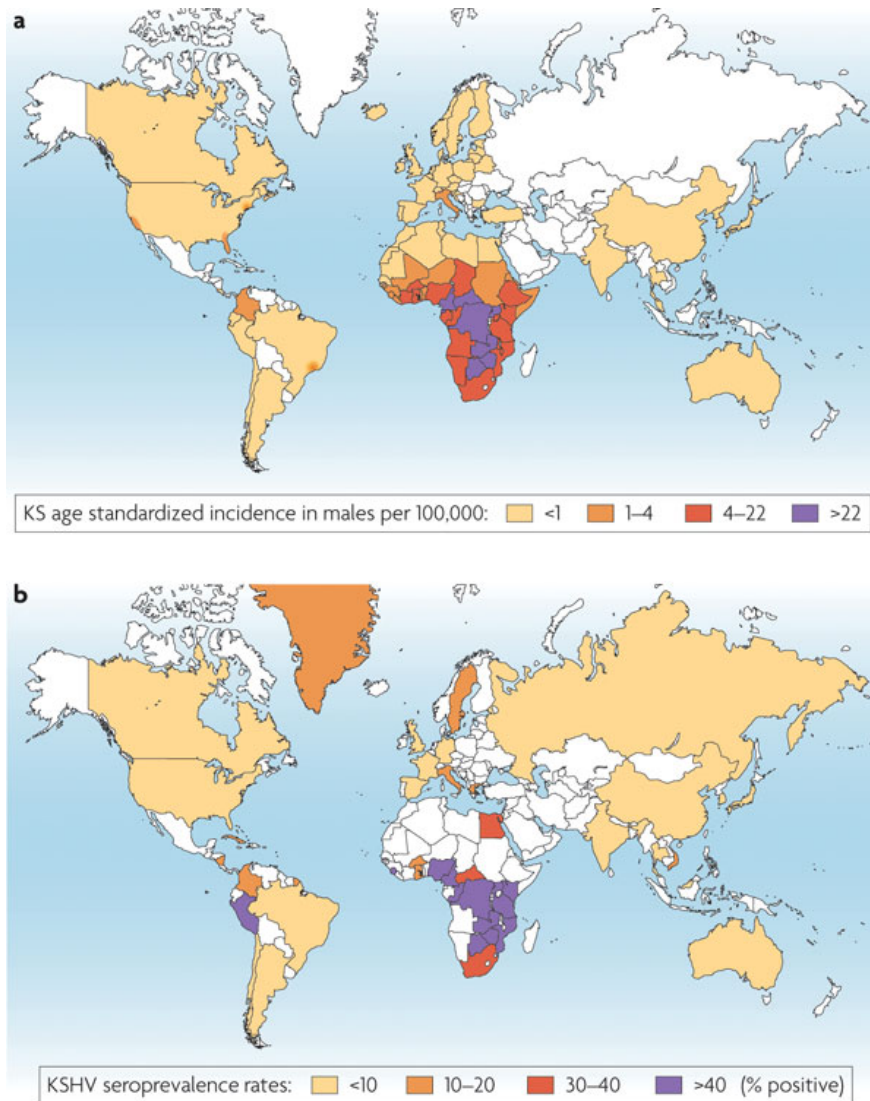 a
KS age standardized incidence in males per 100,000: <1 1–4 4–22 >22
b
KSHV seroprevalence rates: <10 10–20 30–40 >40 (% positive)